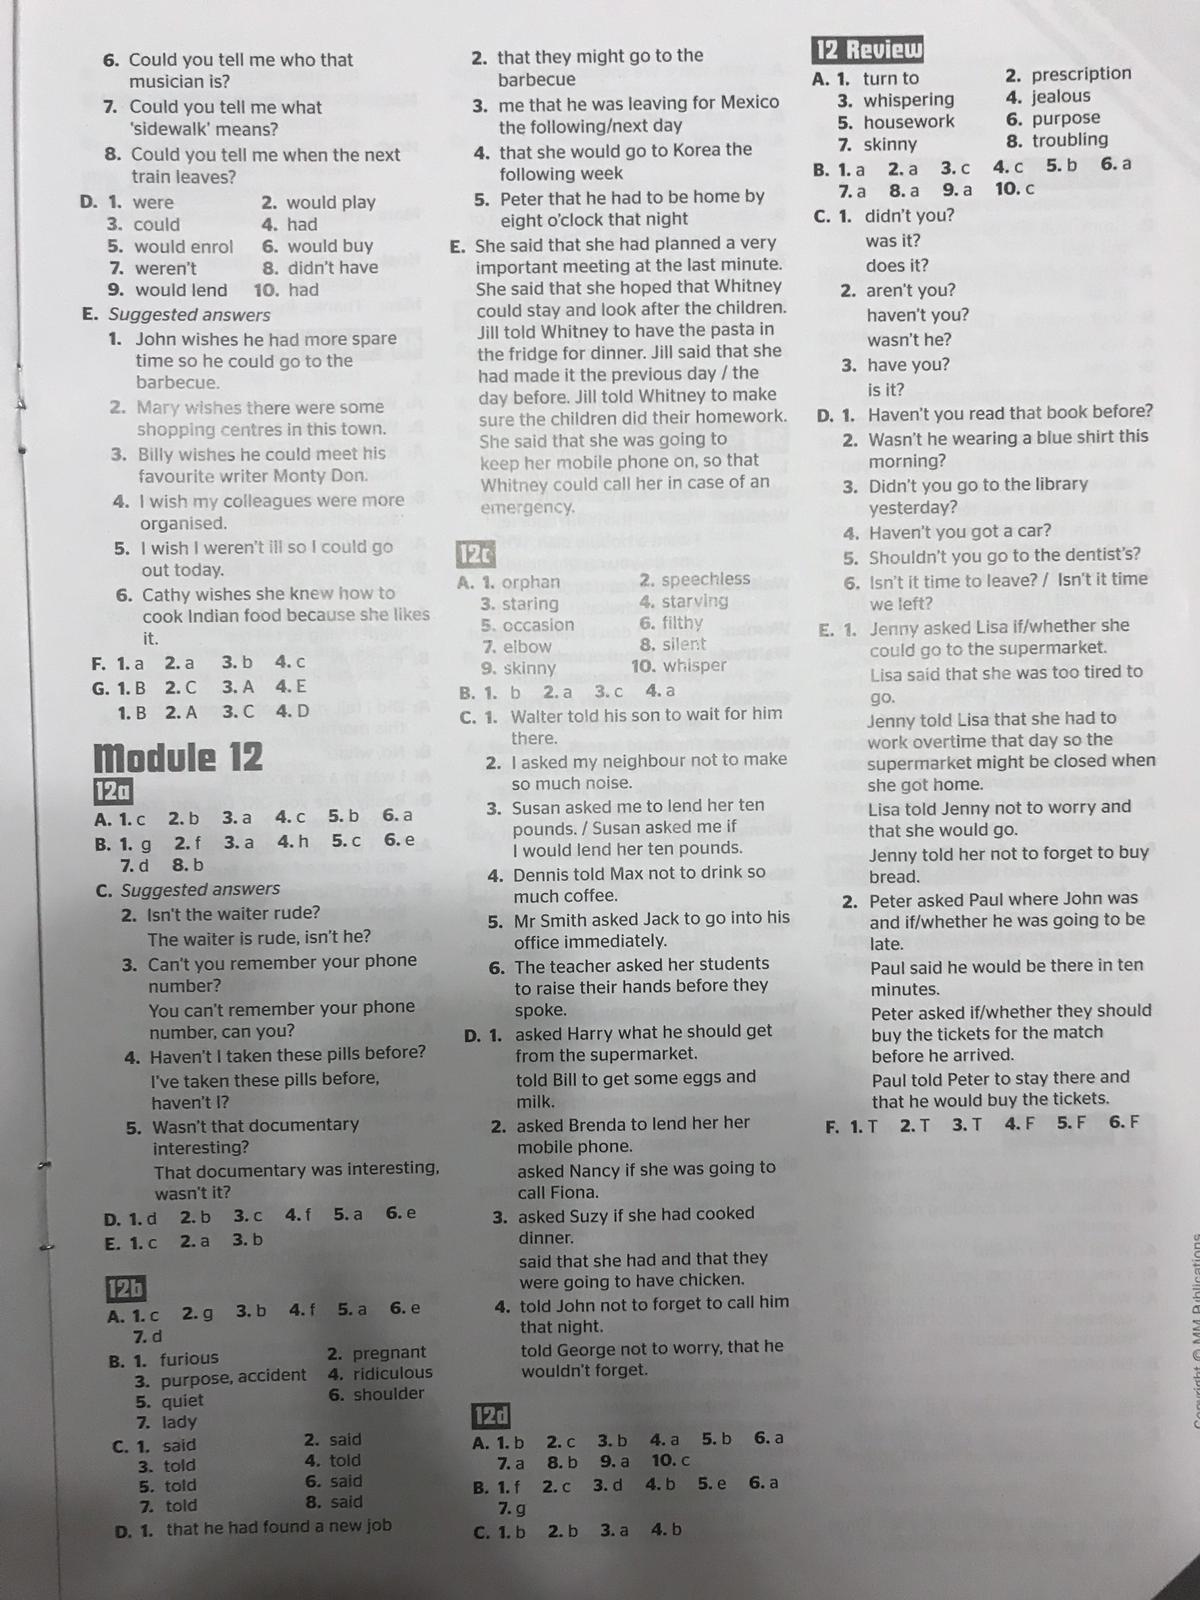 6. Could you tell me who that
musician is?
7. Could you tell me what
'sidewalk' means?
8. Could you tell me when the next
train leaves?
D. 1. were 2. would play
3. could 4. had
5. would enrol 6. would buy
7. weren't 8. didn't have
9. would lend 10. had
E. Suggested answers
1. John wishes he had more spare
time so he could go to the
barbecue.
2. Mary wishes there were some
shopping centres in this town.
3. Billy wishes he could meet his
favourite writer Monty Don.
4. I wish my colleagues were more
organised.
5. I wish I weren't ill so I could go
out today.
6. Cathy wishes she knew how to
cook Indian food because she likes
it.
F. 1. a 2. a 3. b 4. c
G. 1. B 2. C 3. A 4. E
1. B 2. A 3. C 4. D
Module 12
12a
A. 1. c 2. b 3. a 4. c 5. b 6. a
B. 1. g 2. f 3. a 4. h 5. c 6. e
7. d 8. b
C. Suggested answers
2. Isn't the waiter rude?
The waiter is rude, isn't he?
3. Can't you remember your phone
number?
You can't remember your phone
number, can you?
4. Haven't I taken these pills before?
I've taken these pills before,
haven't I?
5. Wasn't that documentary
interesting?
That documentary was interesting,
wasn't it?
D. 1. d 2. b 3. c 4. f 5. a 6. e
E. 1. c 2. a 3. b
12b
A. 1. c 2. g 3. b 4. f 5. a 6. e
7. d
B. 1. furious 2. pregnant
3. purpose, accident 4. ridiculous
5. quiet 6. shoulder
7. lady
C. 1. said 2. said
3. told 4. told
5. told 6. said
7. told 8. said
D. 1. that he had found a new job
2. that they might go to the
barbecue
3. me that he was leaving for Mexico
the following/next day
4. that she would go to Korea the
following week
5. Peter that he had to be home by
eight o'clock that night
E. She said that she had planned a very
important meeting at the last minute.
She said that she hoped that Whitney
could stay and look after the children.
Jill told Whitney to have the pasta in
the fridge for dinner. Jill said that she
had made it the previous day / the
day before. Jill told Whitney to make
sure the children did their homework.
She said that she was going to
keep her mobile phone on, so that
Whitney could call her in case of an
emergency.
12c
A. 1. orphan 2. speechless
3. staring 4. starving
5. occasion 6. filthy
7. elbow 8. silent
9. skinny 10. whisper
B. 1. b 2. a 3. c 4. a
C. 1. Walter told his son to wait for him
there.
2. I asked my neighbour not to make
so much noise.
3. Susan asked me to lend her ten
pounds. / Susan asked me if
I would lend her ten pounds.
4. Dennis told Max not to drink so
much coffee.
5. Mr Smith asked Jack to go into his
office immediately.
6. The teacher asked her students
to raise their hands before they
spoke.
D. 1. asked Harry what he should get
from the supermarket.
told Bill to get some eggs and
milk.
2. asked Brenda to lend her her
mobile phone.
asked Nancy if she was going to
call Fiona.
3. asked Suzy if she had cooked
dinner.
said that she had and that they
were going to have chicken.
4. told John not to forget to call him
that night.
told George not to worry, that he
wouldn't forget.
12d
A. 1. b 2. c 3. b 4. a 5. b 6. a
7. a 8. b 9. a 10. c
B. 1. f 2. c 3. d 4. b 5. e 6. a
7. g
C. 1. b 2. b 3. a 4. b
12 Review
A. 1. turn to 2. prescription
3. whispering 4. jealous
5. housework 6. purpose
7. skinny 8. troubling
B. 1. a 2. a 3. c 4. c 5. b 6. a
7. a 8. a 9. a 10. c
C. 1. didn't you?
was it?
does it?
2. aren't you?
haven't you?
wasn't he?
3. have you?
is it?
D. 1. Haven't you read that book before?
2. Wasn't he wearing a blue shirt this
morning?
3. Didn't you go to the library
yesterday?
4. Haven't you got a car?
5. Shouldn't you go to the dentist's?
6. Isn't it time to leave? / Isn't it time
we left?
E. 1. Jenny asked Lisa if/whether she
could go to the supermarket.
Lisa said that she was too tired to
go.
Jenny told Lisa that she had to
work overtime that day so the
supermarket might be closed when
she got home.
Lisa told Jenny not to worry and
that she would go.
Jenny told her not to forget to buy
bread.
2. Peter asked Paul where John was
and if/whether he was going to be
late.
Paul said he would be there in ten
minutes.
Peter asked if/whether they should
buy the tickets for the match
before he arrived.
Paul told Peter to stay there and
that he would buy the tickets.
F. 1. T 2. T 3. T 4. F 5. F 6. F
Copyright © MM Publications